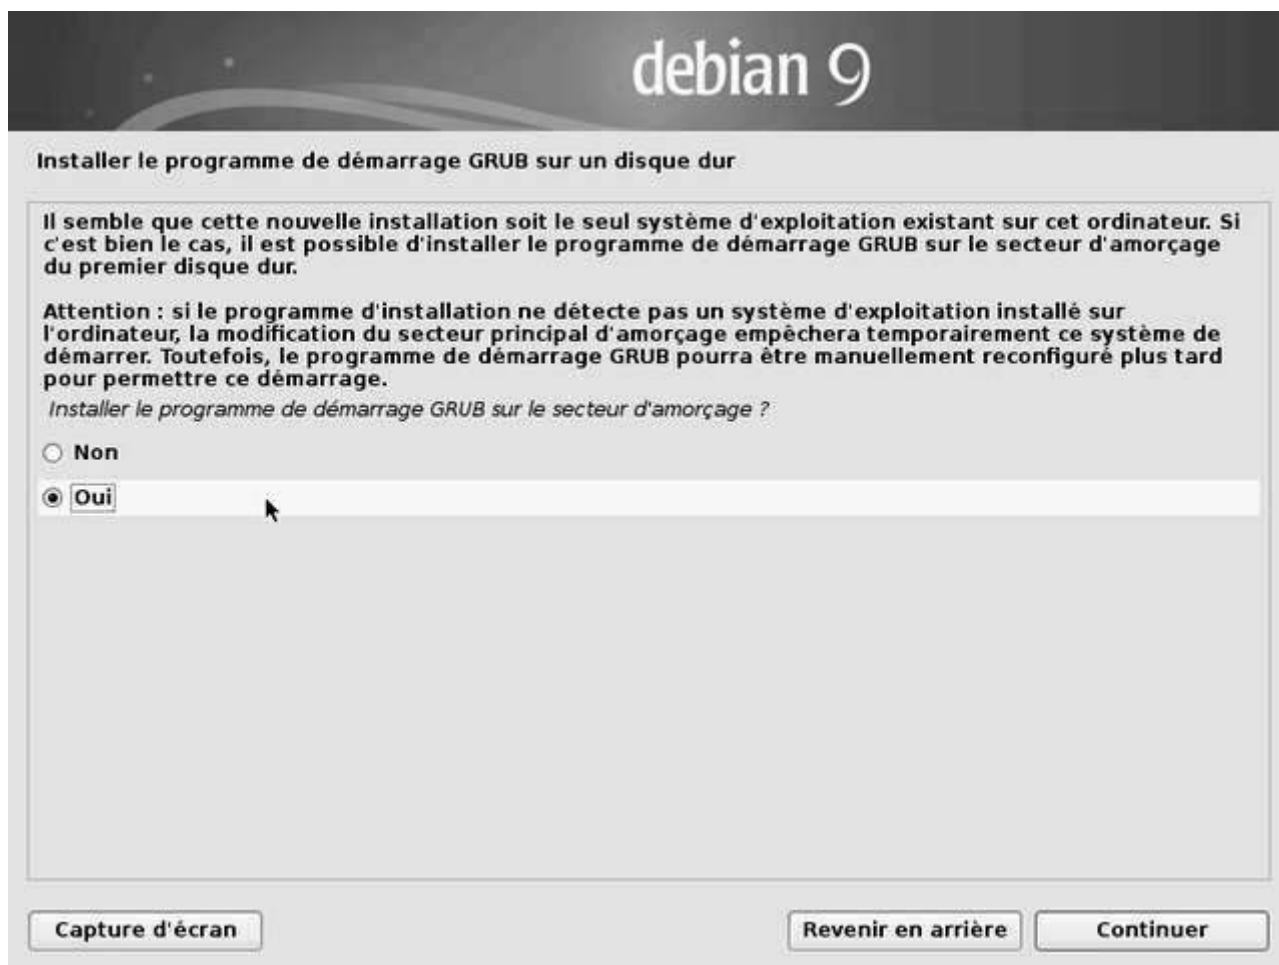 debian 9
Installer le programme de démarrage GRUB sur un disque dur
Il semble que cette nouvelle installation soit le seul système d'exploitation existant sur cet ordinateur. Si
c'est bien le cas, il est possible d'installer le programme de démarrage GRUB sur le secteur d'amorçage
du premier disque dur.
Attention : si le programme d'installation ne détecte pas un système d'exploitation installé sur
l'ordinateur, la modification du secteur principal d'amorçage empêchera temporairement ce système de
démarrer. Toutefois, le programme de démarrage GRUB pourra être manuellement reconfiguré plus tard
pour permettre ce démarrage.
Installer le programme de démarrage GRUB sur le secteur d'amorçage ?
Non
Oui
Capture d'écran
Revenir en arrière
Continuer